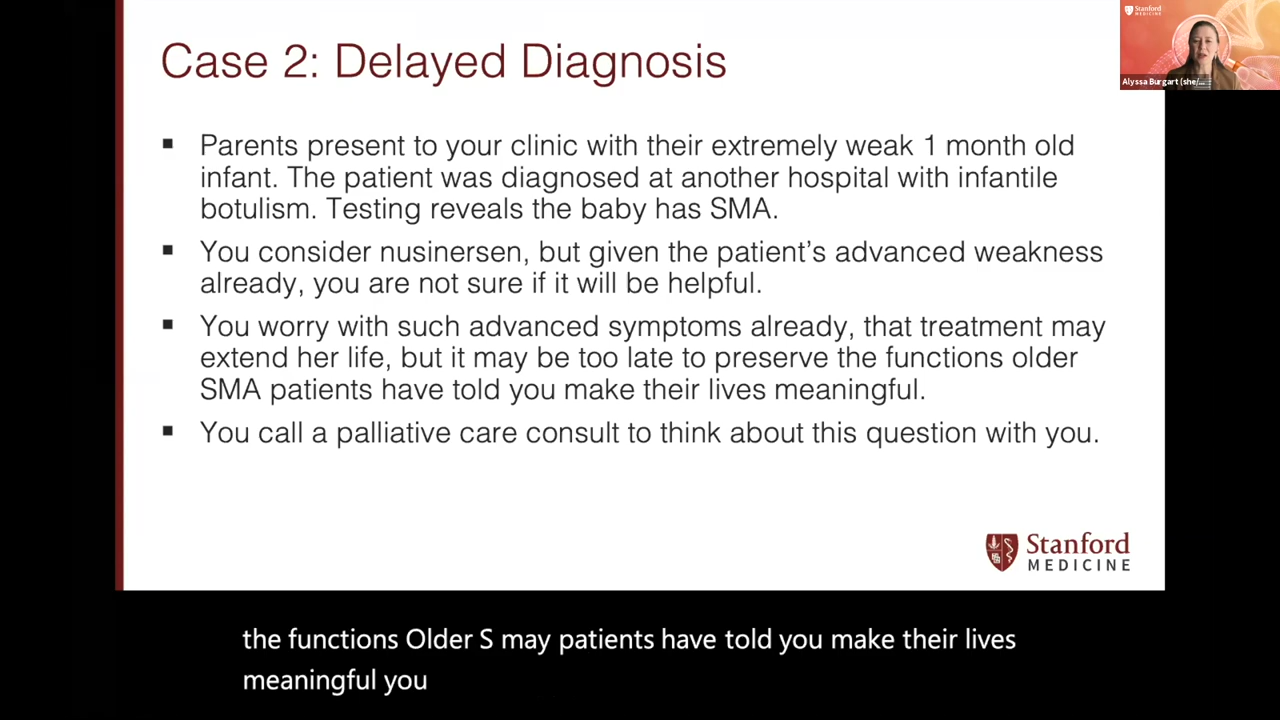 Case 2: Delayed Diagnosis
Stanford
MEDICINE
Alyssa Burgart (she/...
▪ Parents present to your clinic with their extremely weak 1 month old
infant. The patient was diagnosed at another hospital with infantile
botulism. Testing reveals the baby has SMA.
▪ You consider nusinersen, but given the patient’s advanced weakness
already, you are not sure if it will be helpful.
▪ You worry with such advanced symptoms already, that treatment may
extend her life, but it may be too late to preserve the functions older
SMA patients have told you make their lives meaningful.
▪ You call a palliative care consult to think about this question with you.
Stanford
MEDICINE
the functions Older S may patients have told you make their lives
meaningful you